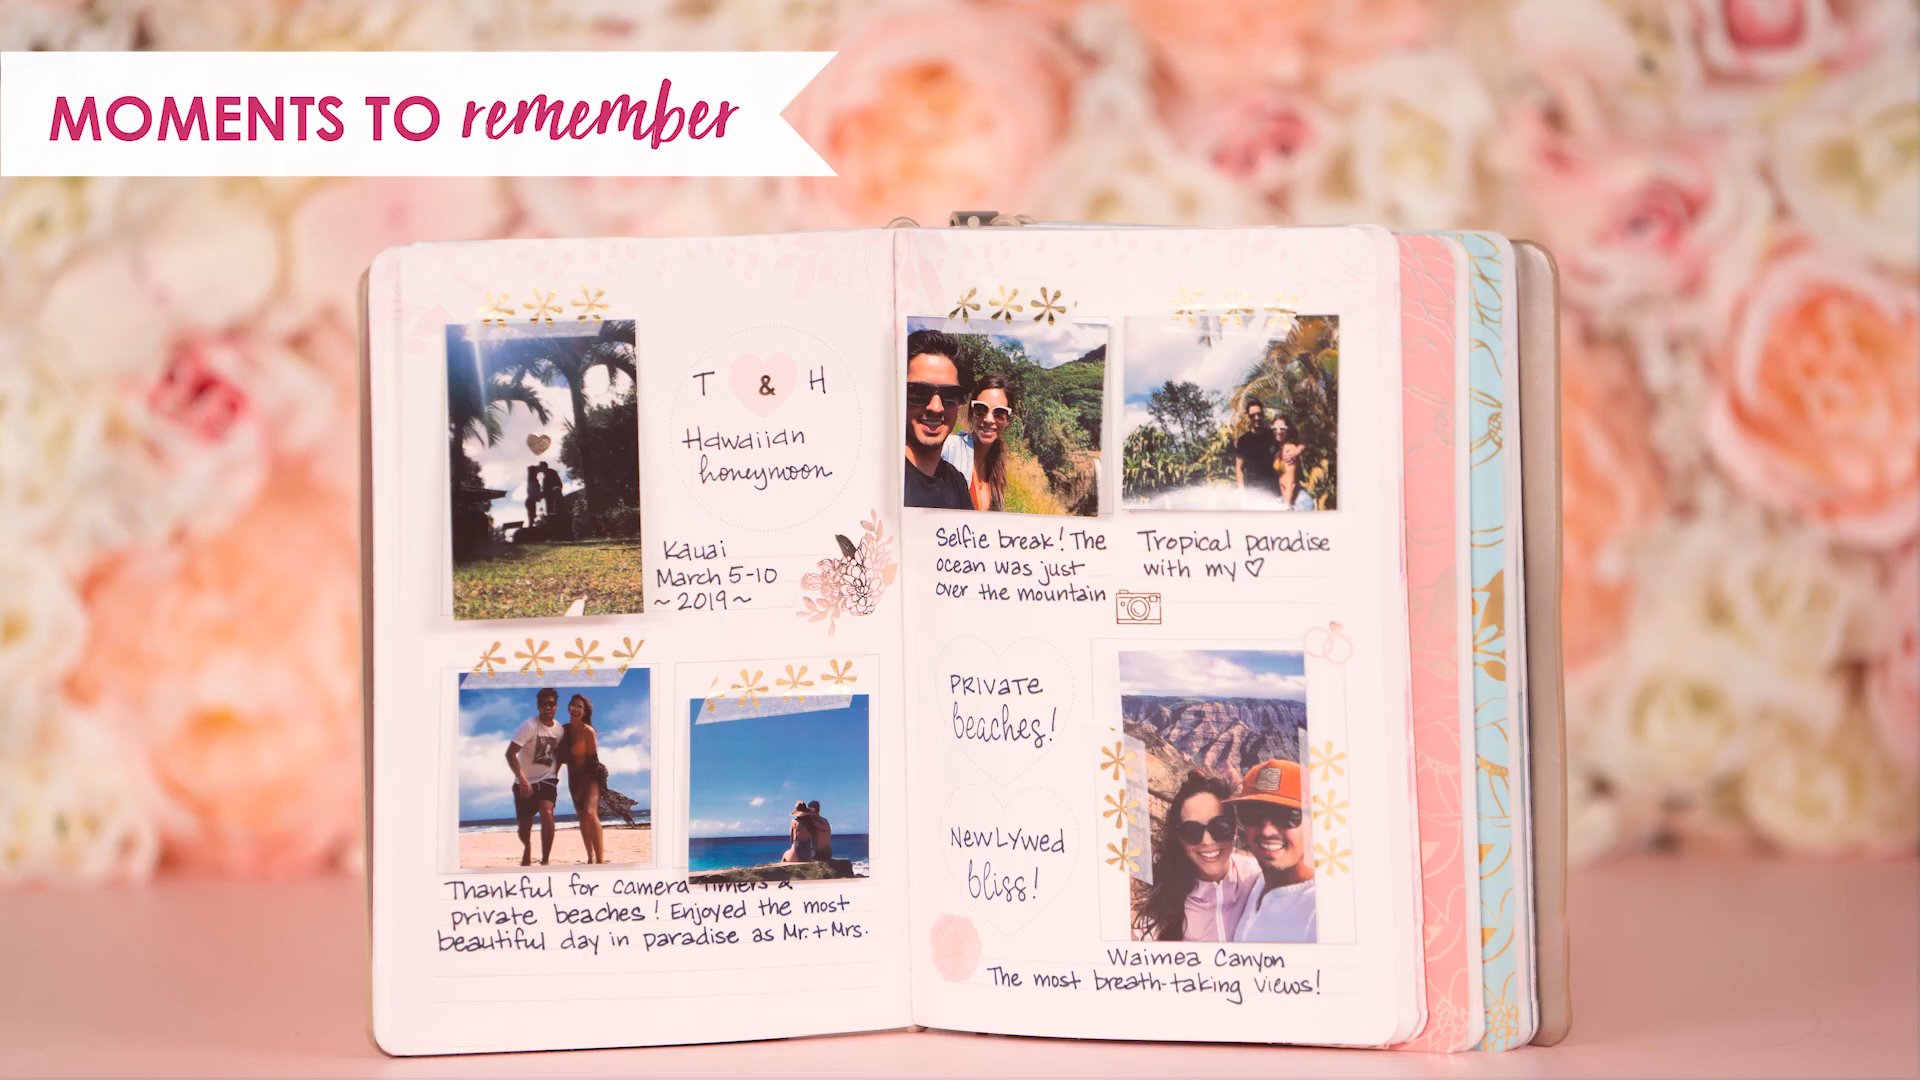 MOMENTS TO remember
T & H
Hawaiian
honeymoon
Kauai
March 5-10
~ 2019 ~
Thankful for camera timers &
private beaches! Enjoyed the most
beautiful day in paradise as Mr. + Mrs.
Selfie break! The
ocean was just
over the mountain
Tropical paradise
with my ♡
PRIVATE
beaches!
NEWLYWED
bliss!
Waimea Canyon
The most breath-taking views!